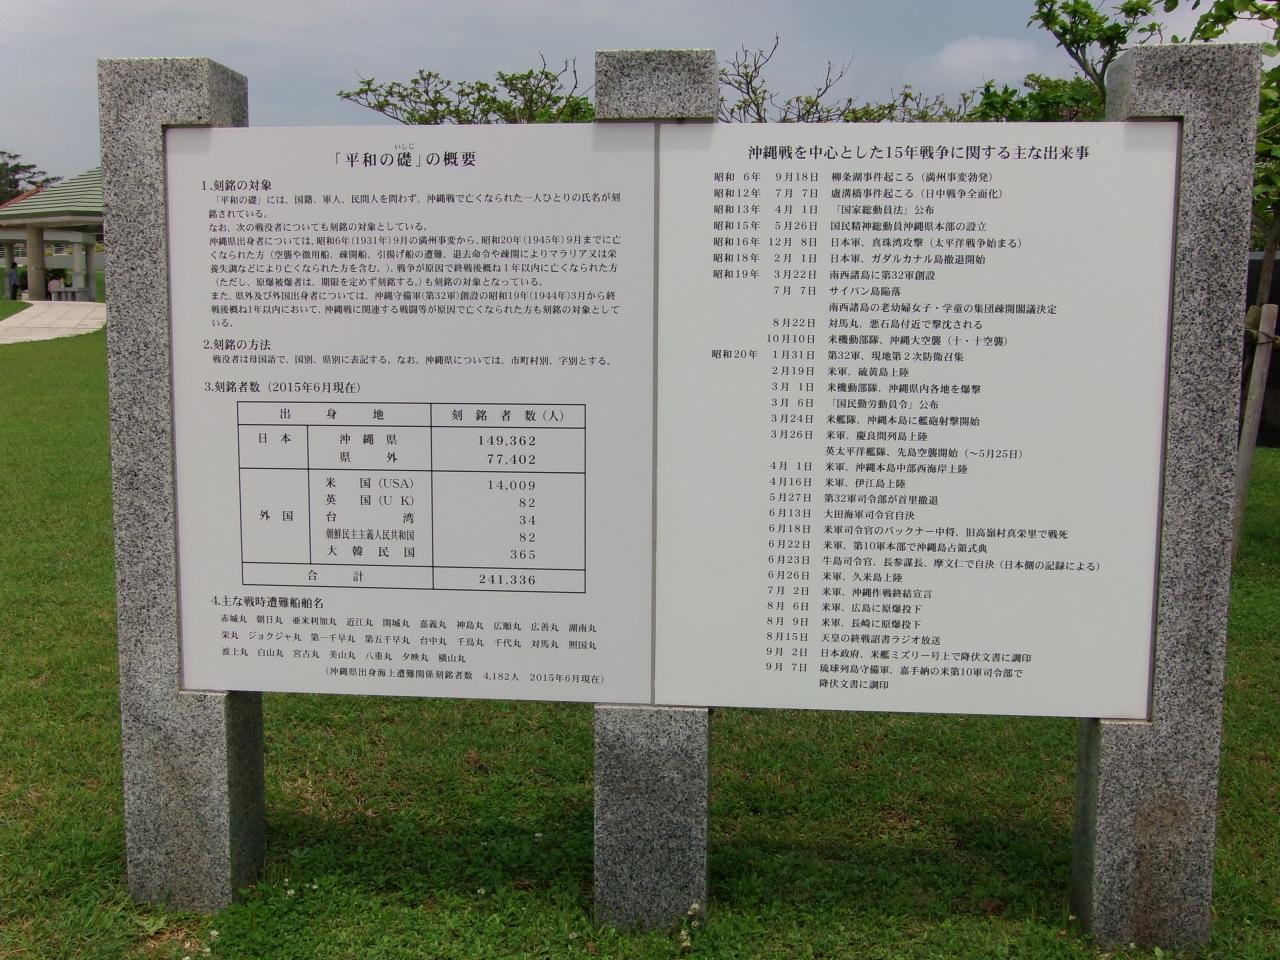 いしじ
「平和の礎」の概要
1.刻銘の対象
「平和の礎」には、国籍、軍人、民間人を問わず、沖縄戦で亡くなられた一人ひとりの氏名が刻
銘されている。
なお、次の戦没者についても刻銘の対象としている。
沖縄県出身者については、昭和6年(1931年)9月の満州事変から、昭和20年(1945年)9月までに亡
くなられた方(空襲や徴用船、疎開船、引揚げ船の遭難、退去命令や疎開によりマラリア又は栄
養失調などにより亡くなられた方を含む。)、戦争が原因で終戦後概ね1年以内に亡くなられた方
(ただし、原爆被爆者は、期限を定めず刻銘する。)も刻銘の対象となっている。
また、県外及び外国出身者については、沖縄守備軍(第32軍)創設の昭和19年(1944年)3月から終
戦後概ね1年以内において、沖縄戦に関連する戦闘等が原因で亡くなられた方も刻銘の対象として
いる。
2.刻銘の方法
戦没者は母国語で、国別、県別に表記する。なお、沖縄県については、市町村別、字別とする。
3.刻銘者数(2015年6月現在)
出 身 地 刻 銘 者 数(人)
日 本 沖 縄 県 149,362
県 外 77,402
米 国(USA) 14,009
英 国(U K) 82
外 国 台 湾 34
朝鮮民主主義人民共和国 82
大 韓 民 国 365
合 計 241,336
4.主な戦時遭難船舶名
赤城丸 朝日丸 亜米利加丸 近江丸 開城丸 嘉義丸 神島丸 広順丸 広善丸 湖南丸
栄丸 ジョクジャ丸 第一千早丸 第五千早丸 台中丸 千鳥丸 千代丸 対馬丸 照国丸
波上丸 白山丸 宮古丸 美山丸 八重丸 夕映丸 横山丸
(沖縄県出身海上遭難関係刻銘者数 4,182人 2015年6月現在)
沖縄戦を中心とした15年戦争に関する主な出来事
昭和 6年 9月18日 柳条湖事件起こる(満州事変勃発)
昭和12年 7月 7日 盧溝橋事件起こる(日中戦争全面化)
昭和13年 4月 1日 「国家総動員法」公布
昭和15年 5月26日 国民精神総動員沖縄県本部の設立
昭和16年 12月 8日 日本軍、真珠湾攻撃(太平洋戦争始まる)
昭和18年 2月 1日 日本軍、ガダルカナル島撤退開始
昭和19年 3月22日 南西諸島に第32軍創設
7月 7日 サイパン島陥落
南西諸島の老幼婦女子・学童の集団疎開閣議決定
8月22日 対馬丸、悪石島付近で撃沈される
10月10日 米機動部隊、沖縄大空襲(十・十空襲)
昭和20年 1月31日 第32軍、現地第2次防衛召集
2月19日 米軍、硫黄島上陸
3月 1日 米機動部隊、沖縄県内各地を爆撃
3月 6日 「国民勤労動員令」公布
3月24日 米艦隊、沖縄本島に艦砲射撃開始
3月26日 米軍、慶良間列島上陸
英太平洋艦隊、先島空襲開始(～5月25日)
4月 1日 米軍、沖縄本島中部西海岸上陸
4月16日 米軍、伊江島上陸
5月27日 第32軍司令部が首里撤退
6月13日 大田海軍司令官自決
6月18日 米軍司令官のバックナー中将、旧高嶺村真栄里で戦死
6月22日 米軍、第10軍本部で沖縄島占領式典
6月23日 牛島司令官、長参謀長、摩文仁で自決(日本側の記録による)
6月26日 米軍、久米島上陸
7月 2日 米軍、沖縄作戦終結宣言
8月 6日 米軍、広島に原爆投下
8月 9日 米軍、長崎に原爆投下
8月15日 天皇の終戦詔書ラジオ放送
9月 2日 日本政府、米艦ミズリー号上で降伏文書に調印
9月 7日 琉球列島守備軍、嘉手納の米第10軍司令部で
降伏文書に調印